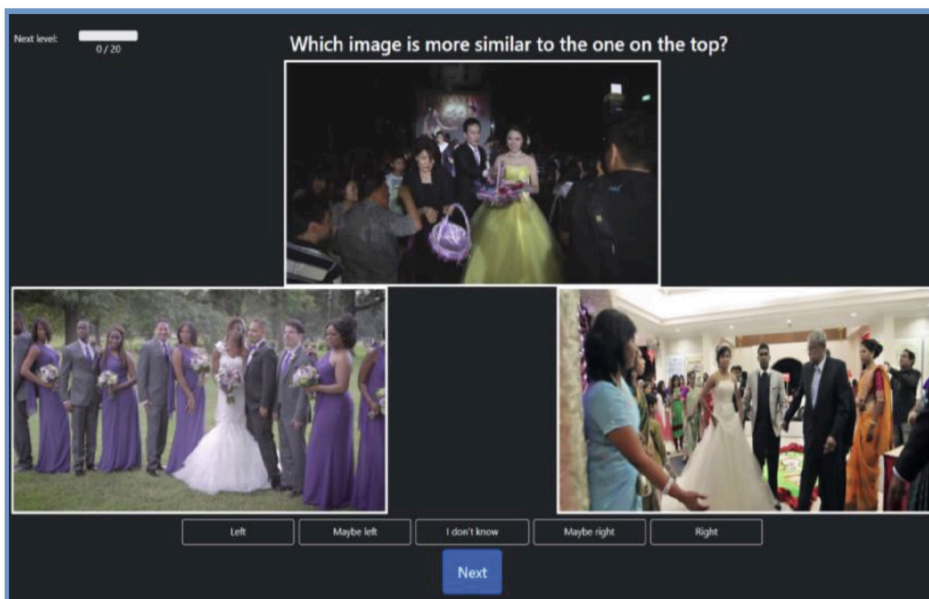 Next level:
0 / 20
Which image is more similar to the one on the top?
Left
Maybe left
I don't know
Maybe right
Right
Next